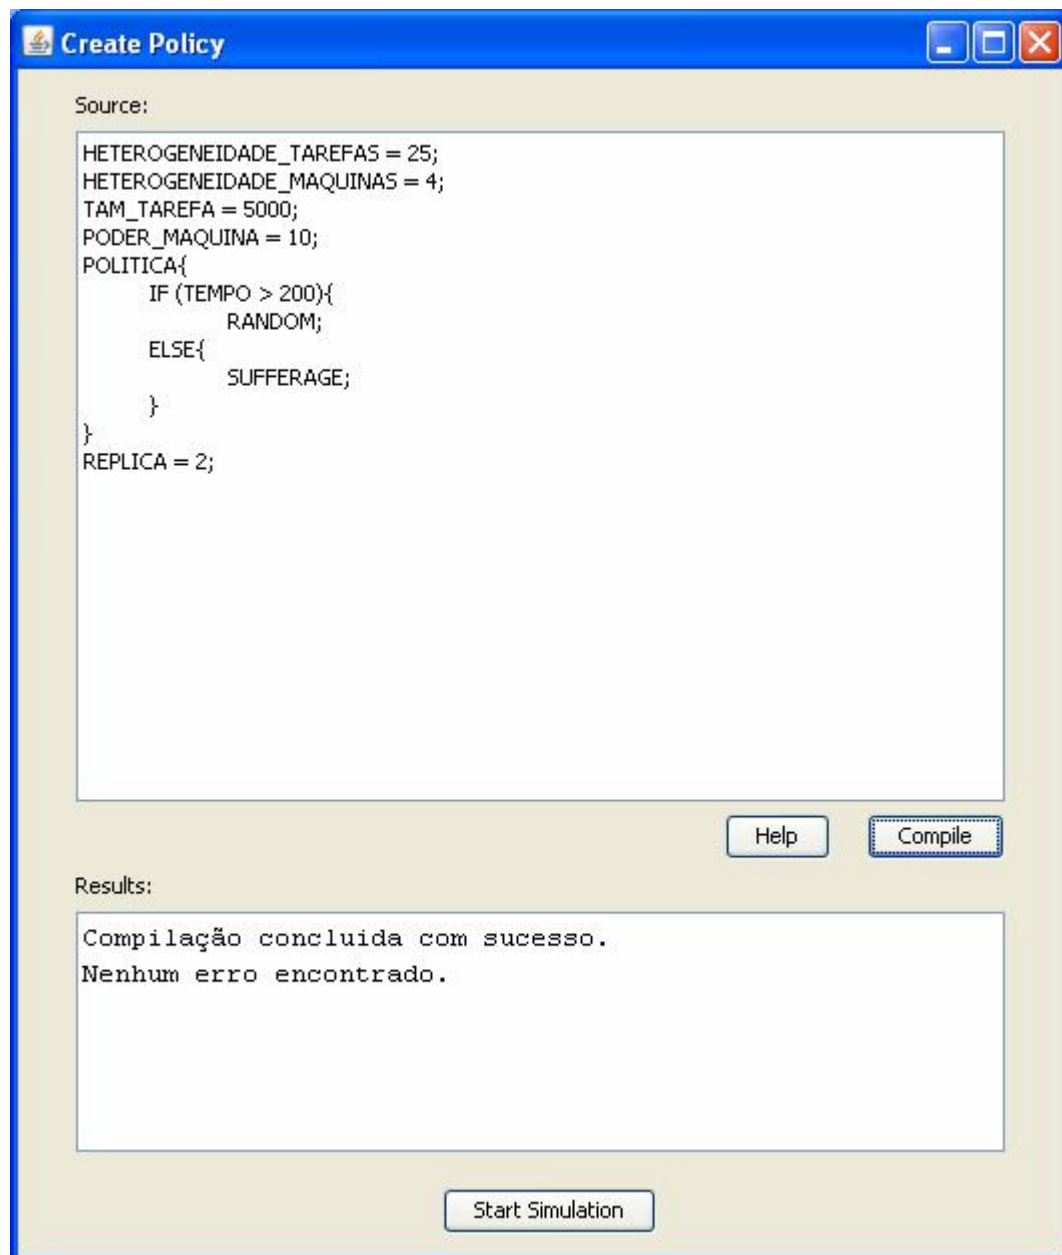 Create Policy
Source:
HETEROGENEIDADE_TAREFAS = 25;
HETEROGENEIDADE_MAQUINAS = 4;
TAM_TAREFA = 5000;
PODER_MAQUINA = 10;
POLITICA{
IF (TEMPO > 200){
RANDOM;
ELSE{
SUFFERAGE;
}
}
REPLICA = 2;
Help Compile
Results:
Compilação concluida com sucesso.
Nenhum erro encontrado.
Start Simulation